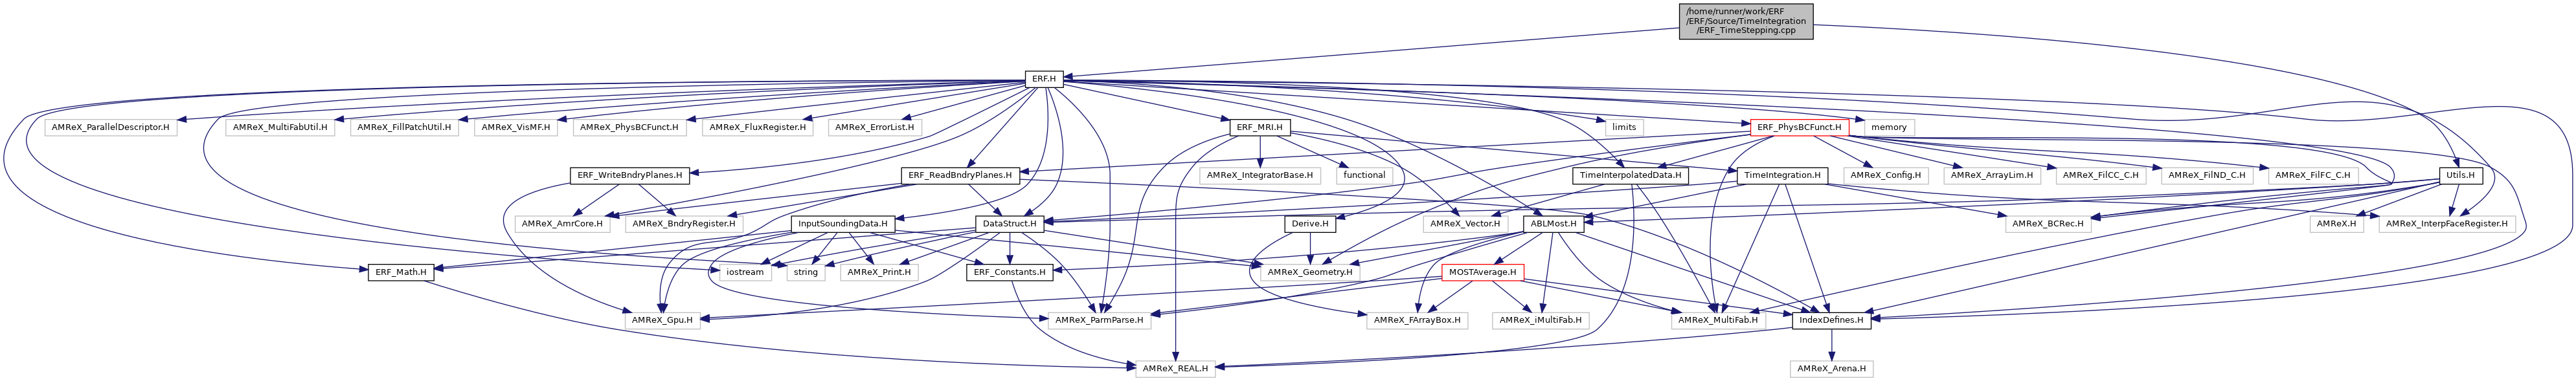 /home/runner/work/ERF
/ERF/Source/TimeIntegration
/ERF_TimeStepping.cpp
ERF.H
AMReX_ParallelDescriptor.H
AMReX_MultiFabUtil.H
AMReX_FillPatchUtil.H
AMReX_VisMF.H
AMReX_PhysBCFunct.H
AMReX_FluxRegister.H
AMReX_ErrorList.H
ERF_MRI.H
limits
ERF_PhysBCFunct.H
memory
ERF_WriteBndryPlanes.H
ERF_ReadBndryPlanes.H
AMReX_IntegratorBase.H
functional
TimeInterpolatedData.H
TimeIntegration.H
AMReX_Config.H
AMReX_ArrayLim.H
AMReX_FilCC_C.H
AMReX_FilND_C.H
AMReX_FilFC_C.H
Utils.H
AMReX_AmrCore.H
AMReX_BndryRegister.H
InputSoundingData.H
DataStruct.H
Derive.H
AMReX_Vector.H
ABLMost.H
AMReX_BCRec.H
AMReX.H
AMReX_InterpFaceRegister.H
ERF_Math.H
iostream
string
AMReX_Print.H
ERF_Constants.H
AMReX_Geometry.H
MOSTAverage.H
AMReX_Gpu.H
AMReX_ParmParse.H
AMReX_FArrayBox.H
AMReX_iMultiFab.H
AMReX_MultiFab.H
IndexDefines.H
AMReX_REAL.H
AMReX_Arena.H